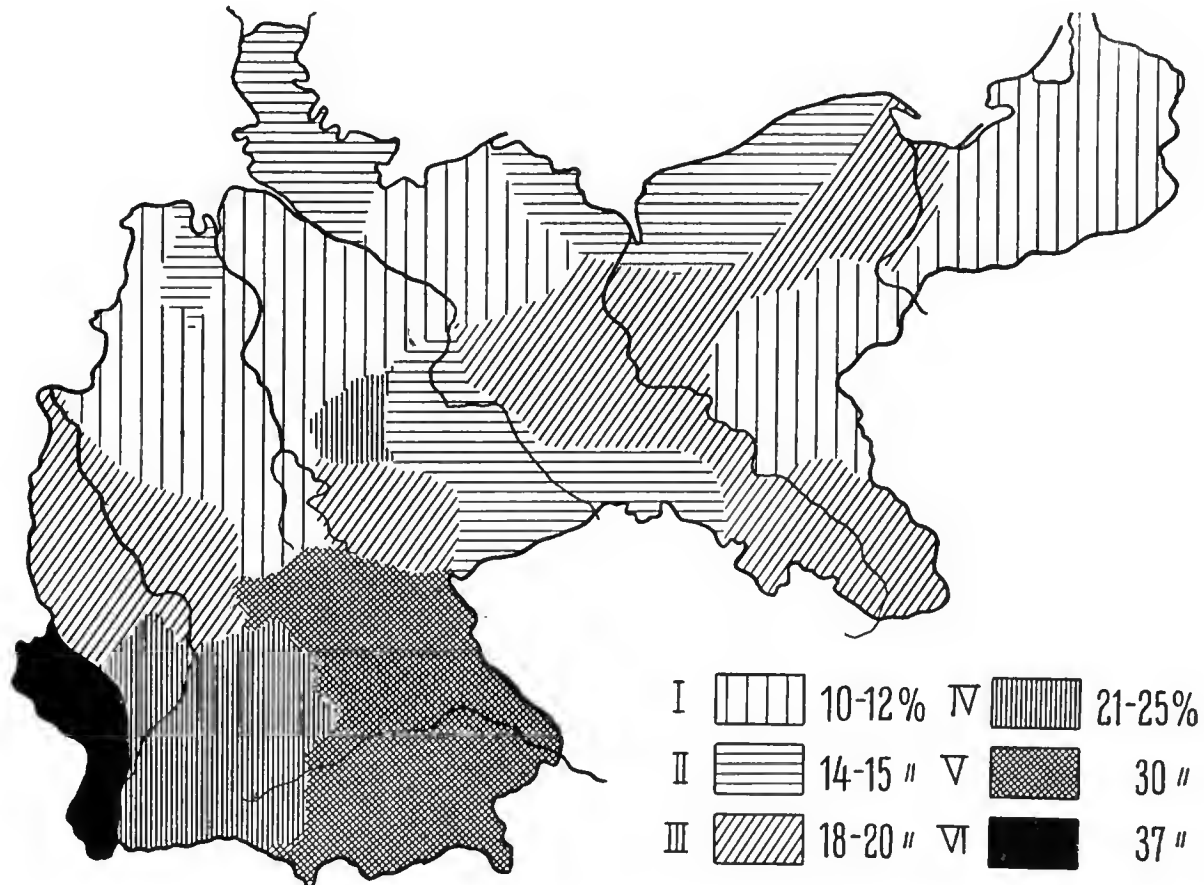 I 10-12% IV 21-25%
II 14-15 " V 30 "
III 18-20 " VI 37 "